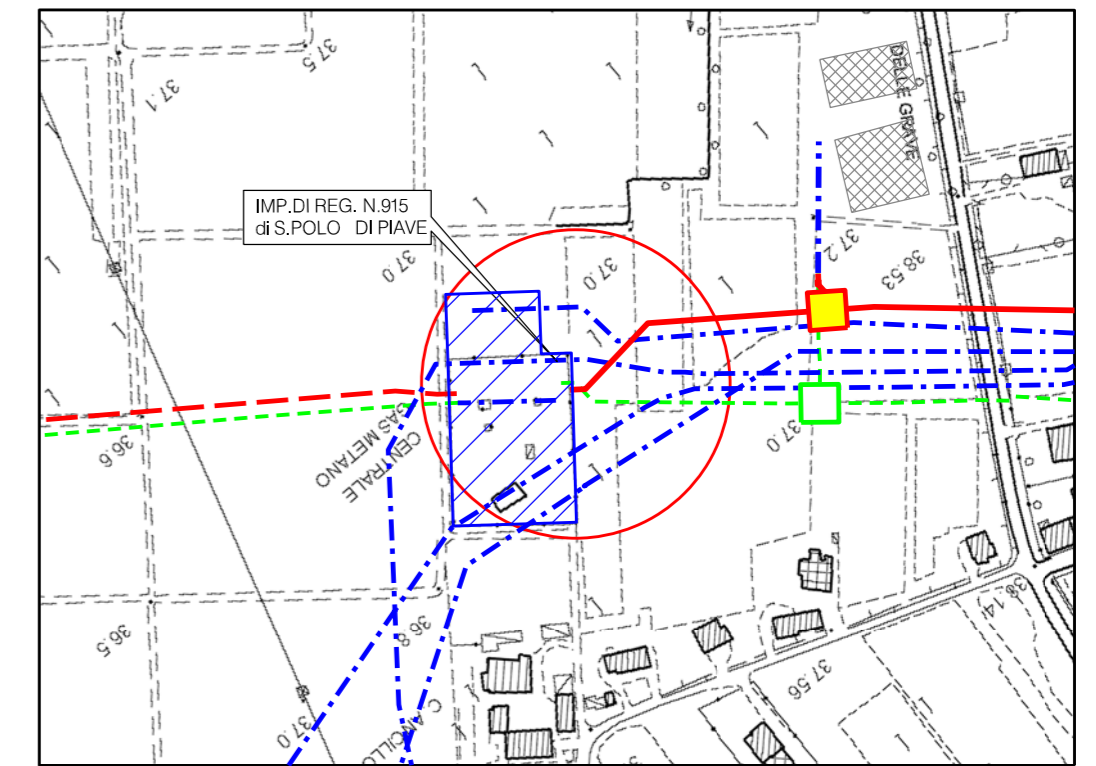 37.5
37.1
DELLE GRAVE
IMP.DI REG. N.915
di S.POLO DI PIAVE
37.0
37.0
37.2
38.53
36.6
CENTRALE
GAS METANO
37.0
36.5
36.8
38.14
37.56
37.0
C. ANCILLO